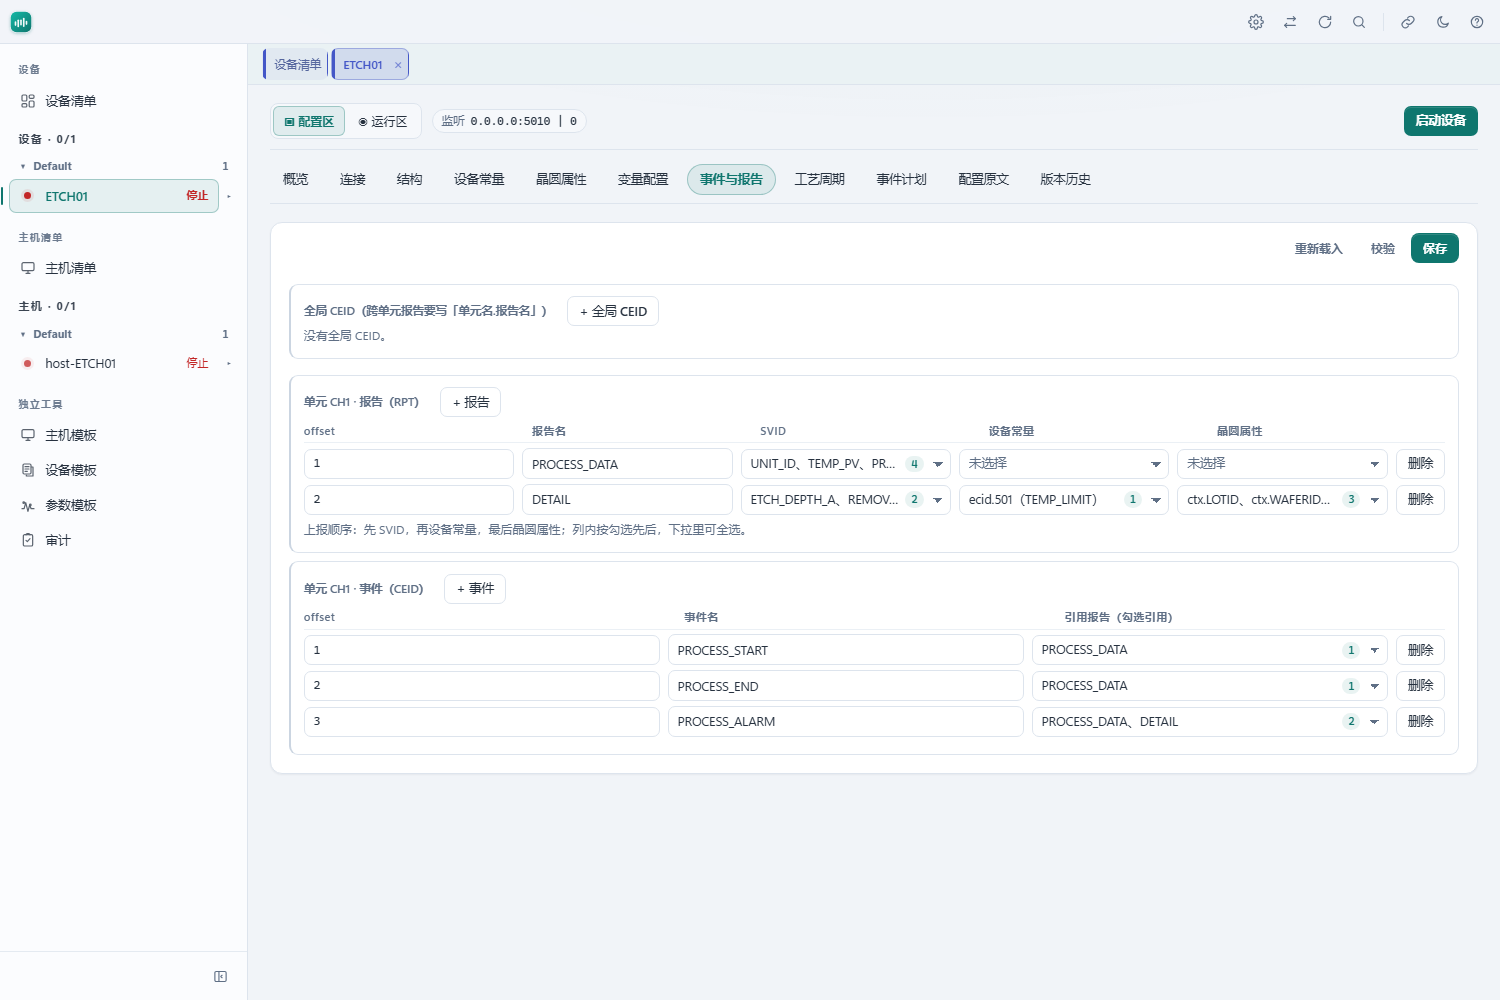 设备
设备清单
设备 · 0/1
Default 1
ETCH01 停止
主机清单
主机清单
主机 · 0/1
Default 1
host-ETCH01 停止
独立工具
主机模板
设备模板
参数模板
审计
设备清单 ETCH01 ×
配置区 运行区 监听 0.0.0.0:5010 | 0 启动设备
概览 连接 结构 设备常量 晶圆属性 变量配置 事件与报告 工艺周期 事件计划 配置原文 版本历史
重新载入 校验 保存
全局 CEID（跨单元报告要写「单元名.报告名」） + 全局 CEID
没有全局 CEID。
单元 CH1 · 报告（RPT） + 报告
offset 报告名 SVID 设备常量 晶圆属性
1 PROCESS_DATA UNIT_ID、TEMP_PV、PR... 4 未选择 未选择 删除
2 DETAIL ETCH_DEPTH_A、REMOV... 2 ecid.501（TEMP_LIMIT） 1 ctx.LOTID、ctx.WAFERID... 3 删除
上报顺序：先 SVID，再设备常量，最后晶圆属性；列内按勾选先后，下拉里可全选。
单元 CH1 · 事件（CEID） + 事件
offset 事件名 引用报告（勾选引用）
1 PROCESS_START PROCESS_DATA 1 删除
2 PROCESS_END PROCESS_DATA 1 删除
3 PROCESS_ALARM PROCESS_DATA、DETAIL 2 删除